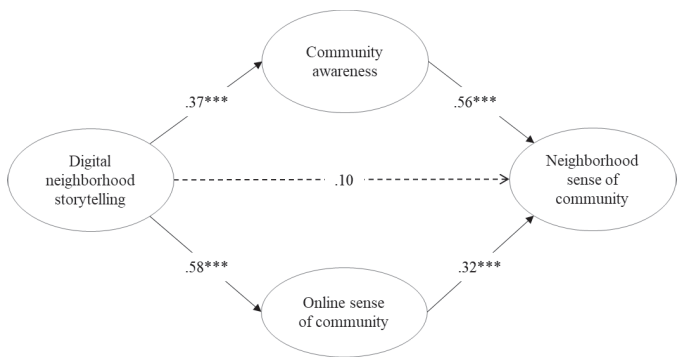 Community
awareness
.37***
.56***
Digital
neighborhood
storytelling
.10
Neighborhood
sense of
community
.58***
.32***
Online sense
of community